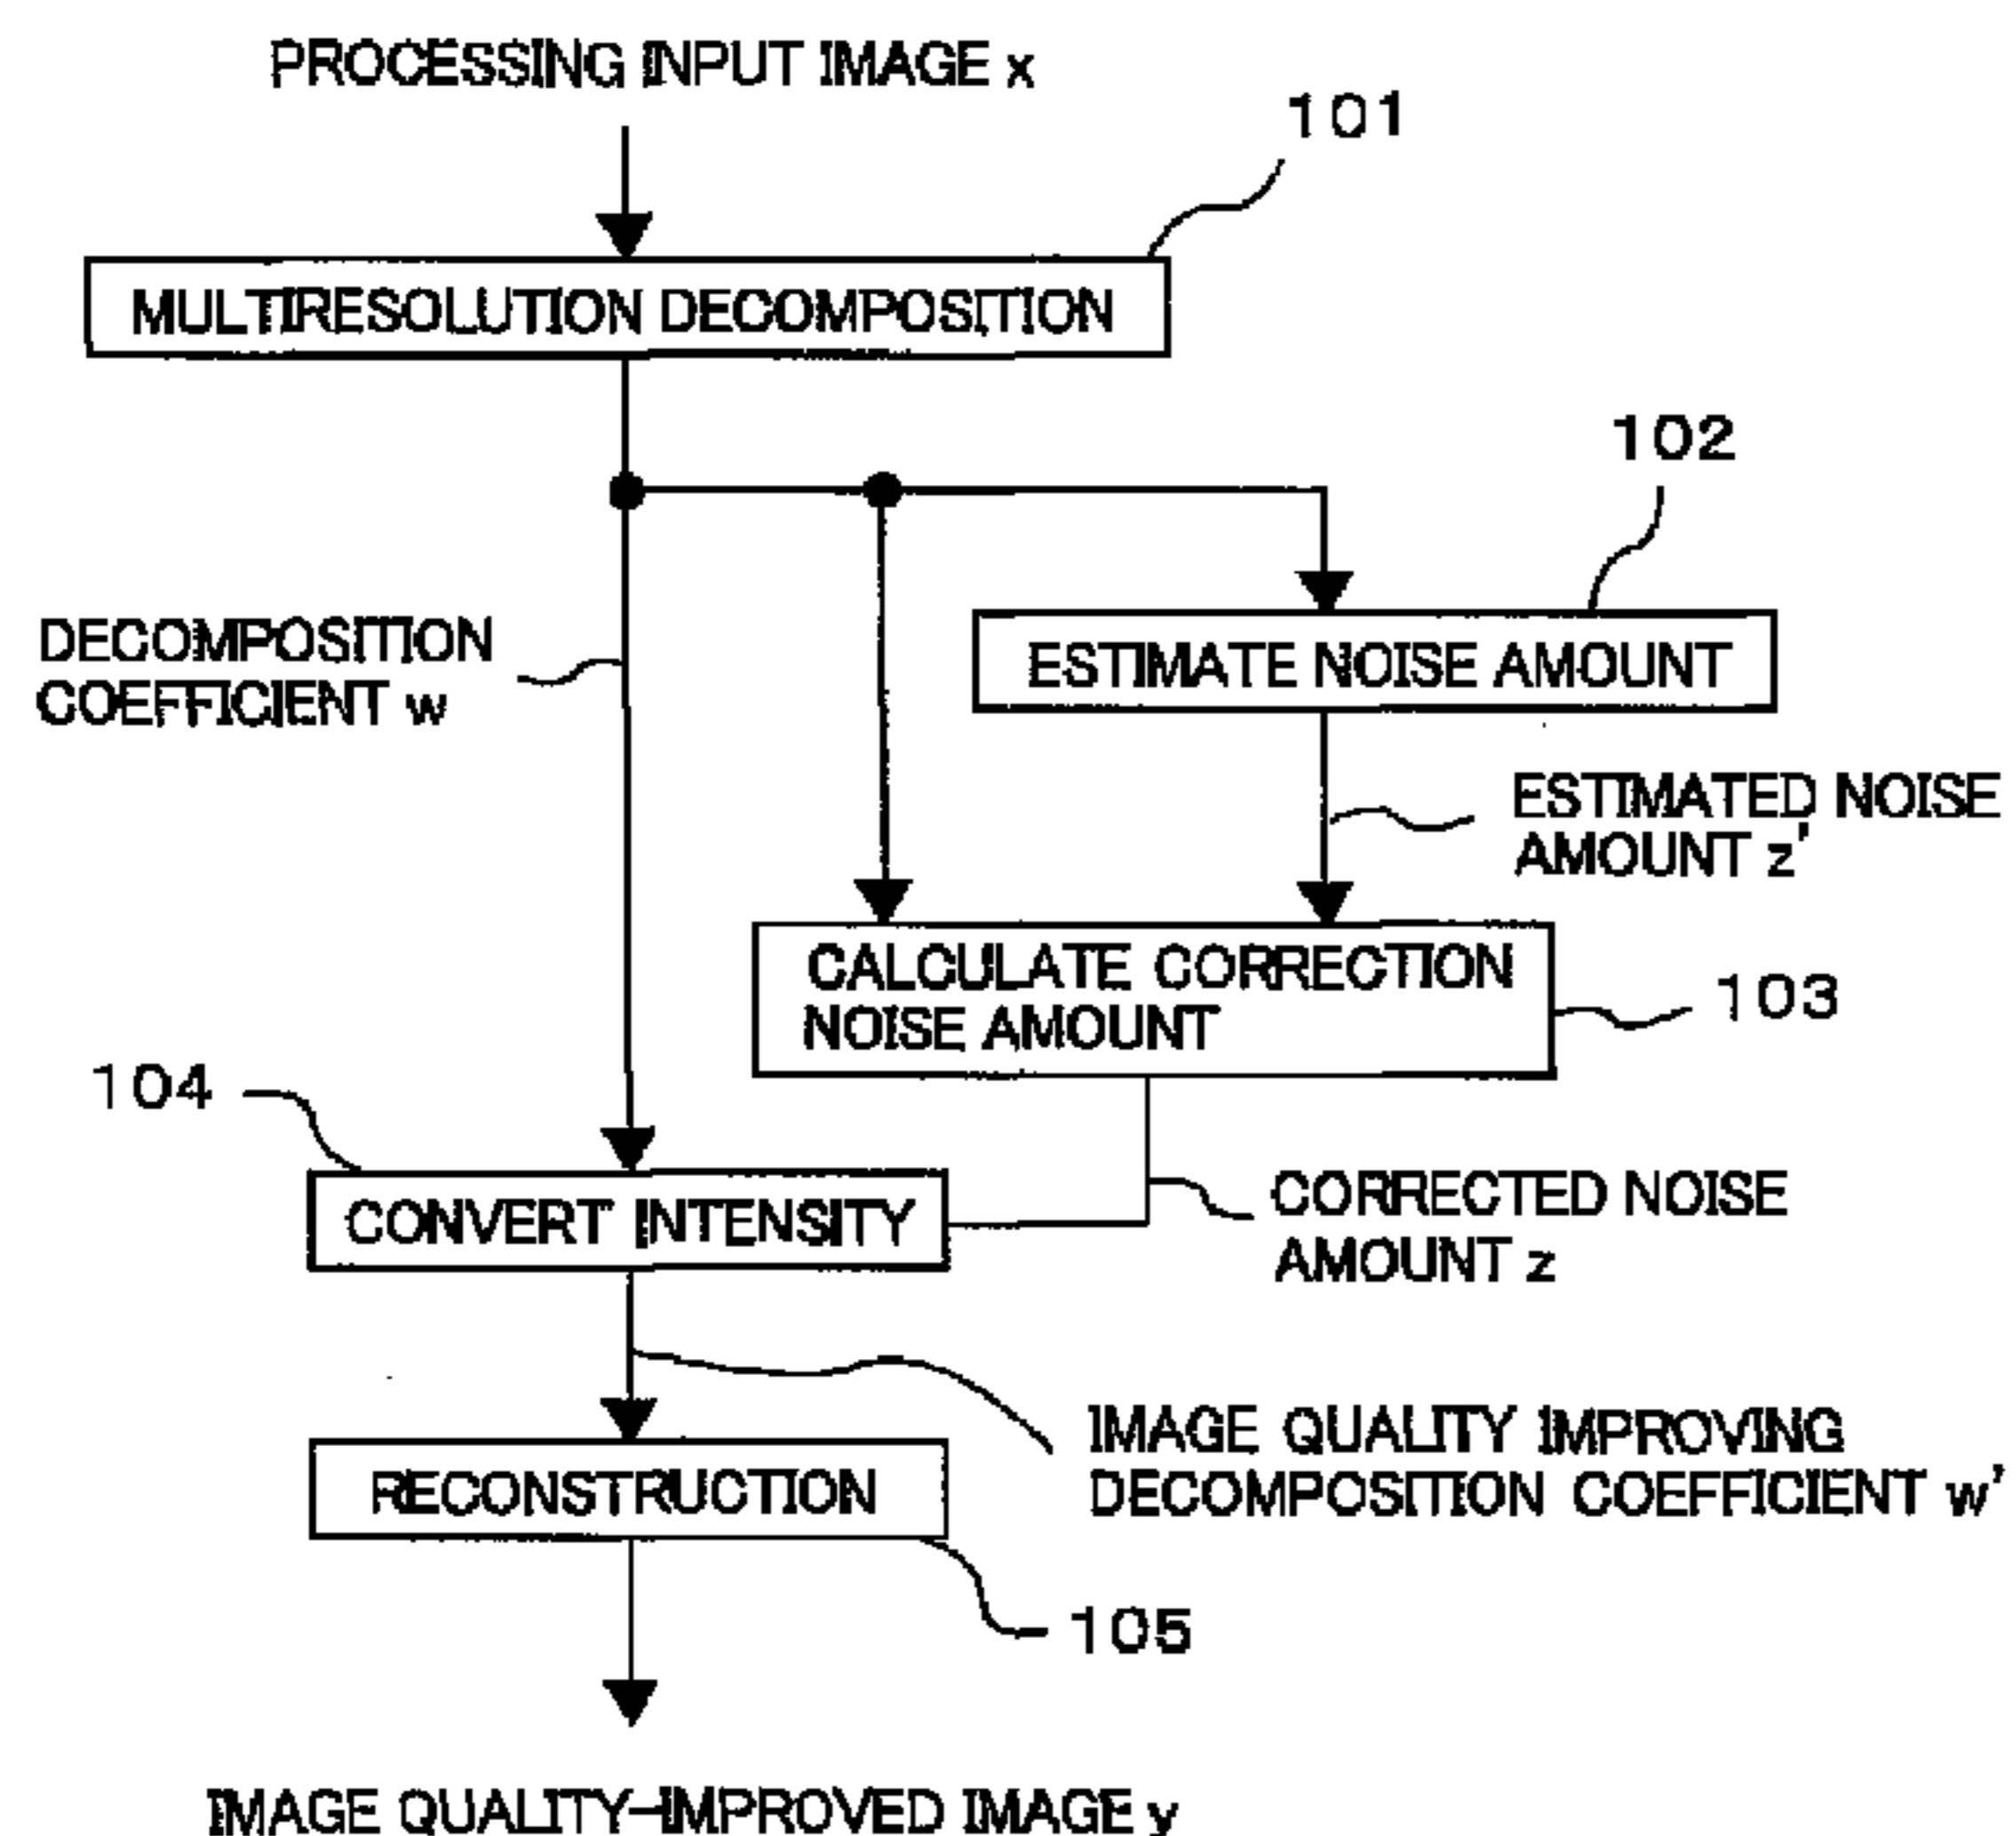 PROCESSING INPUT IMAGE x
101
MULTIRESOLUTION DECOMPOSITION
102
DECOMPOSITION
COEFFICIENT w
ESTIMATE NOISE AMOUNT
ESTIMATED NOISE
AMOUNT z'
CALCULATE CORRECTION
NOISE AMOUNT
103
104
CONVERT INTENSITY
CORRECTED NOISE
AMOUNT z
IMAGE QUALITY IMPROVING
DECOMPOSITION COEFFICIENT w'
RECONSTRUCTION
105
IMAGE QUALITY-IMPROVED IMAGE y